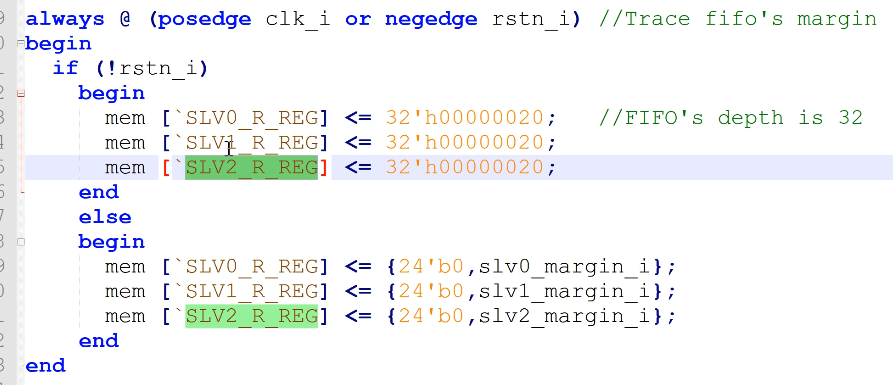 always @ (posedge clk_i or negedge rstn_i) //Trace fifo's margin
begin
if (!rstn_i)
begin
mem [`SLV0_R_REG] <= 32'h00000020; //FIFO's depth is 32
mem [`SLV1_R_REG] <= 32'h00000020;
mem [`SLV2_R_REG] <= 32'h00000020;
end
else
begin
mem [`SLV0_R_REG] <= {24'b0,slv0_margin_i};
mem [`SLV1_R_REG] <= {24'b0,slv1_margin_i};
mem [`SLV2_R_REG] <= {24'b0,slv2_margin_i};
end
end